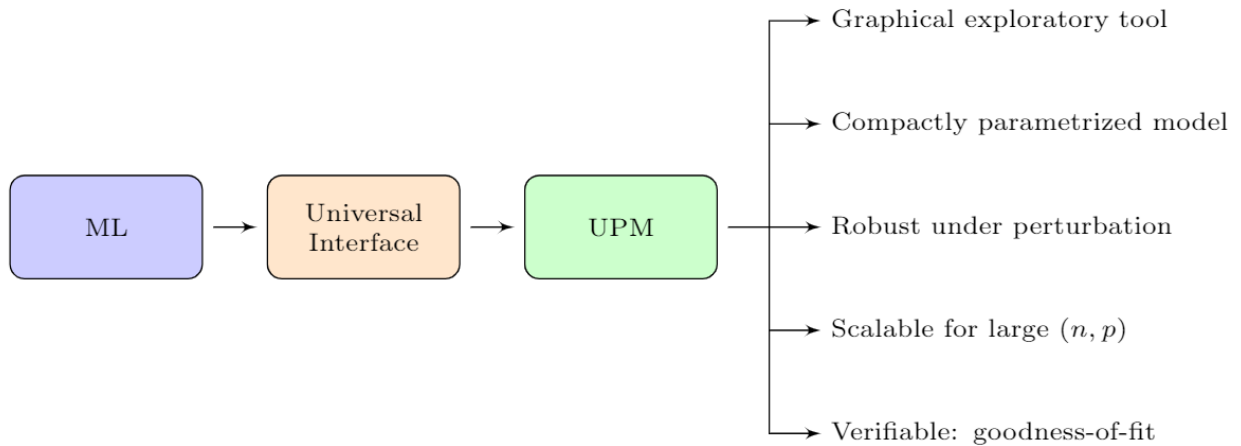 ML
Universal
Interface
UPM
Graphical exploratory tool
Compactly parametrized model
Robust under perturbation
Scalable for large (n, p)
Verifiable: goodness-of-fit